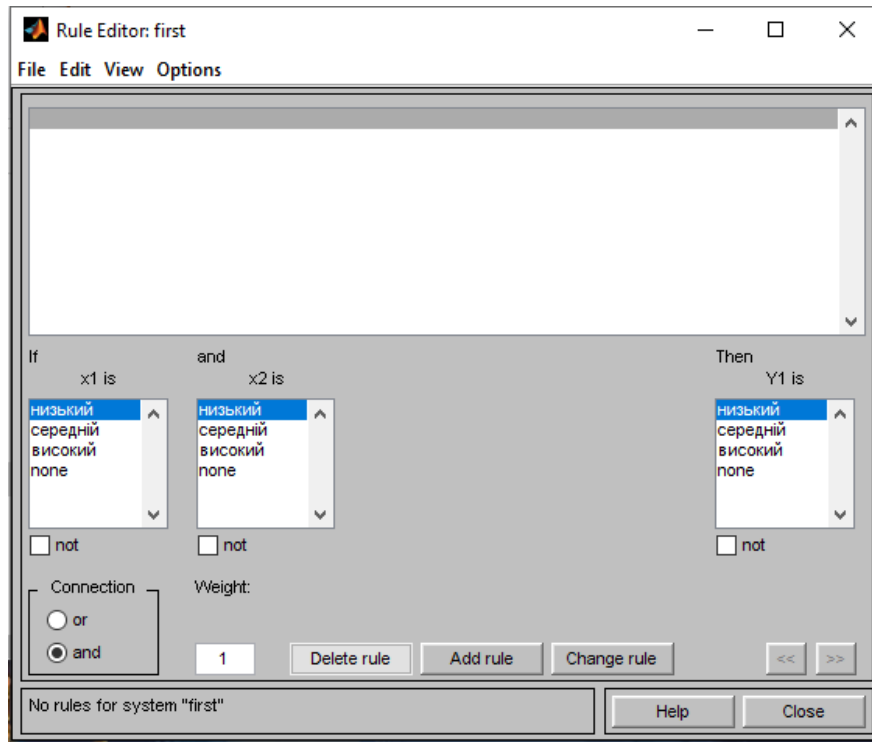 Rule Editor: first
File Edit View Options
If and Then
x1 is x2 is Y1 is
низький низький низький
середній середній середній
високий високий високий
none none none
not not not
Connection Weight:
or
and 1 Delete rule Add rule Change rule << >>
No rules for system "first" Help Close